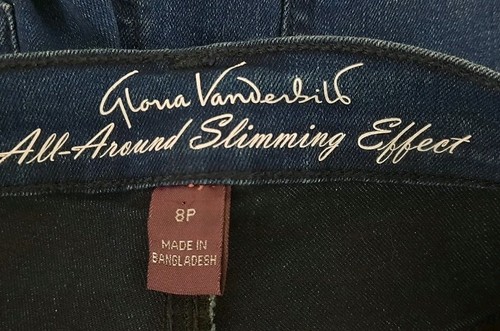 Gloria Vanderbilt
All-Around Slimming Effect
8P
MADE IN
BANGLADESH